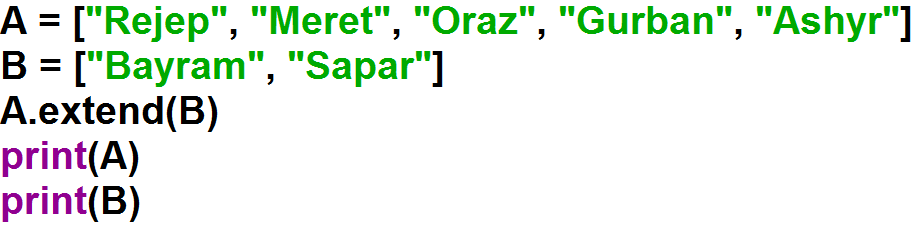 A = ["Rejep", "Meret", "Oraz", "Gurban", "Ashyr"]
B = ["Bayram", "Sapar"]
A.extend(B)
print(A)
print(B)